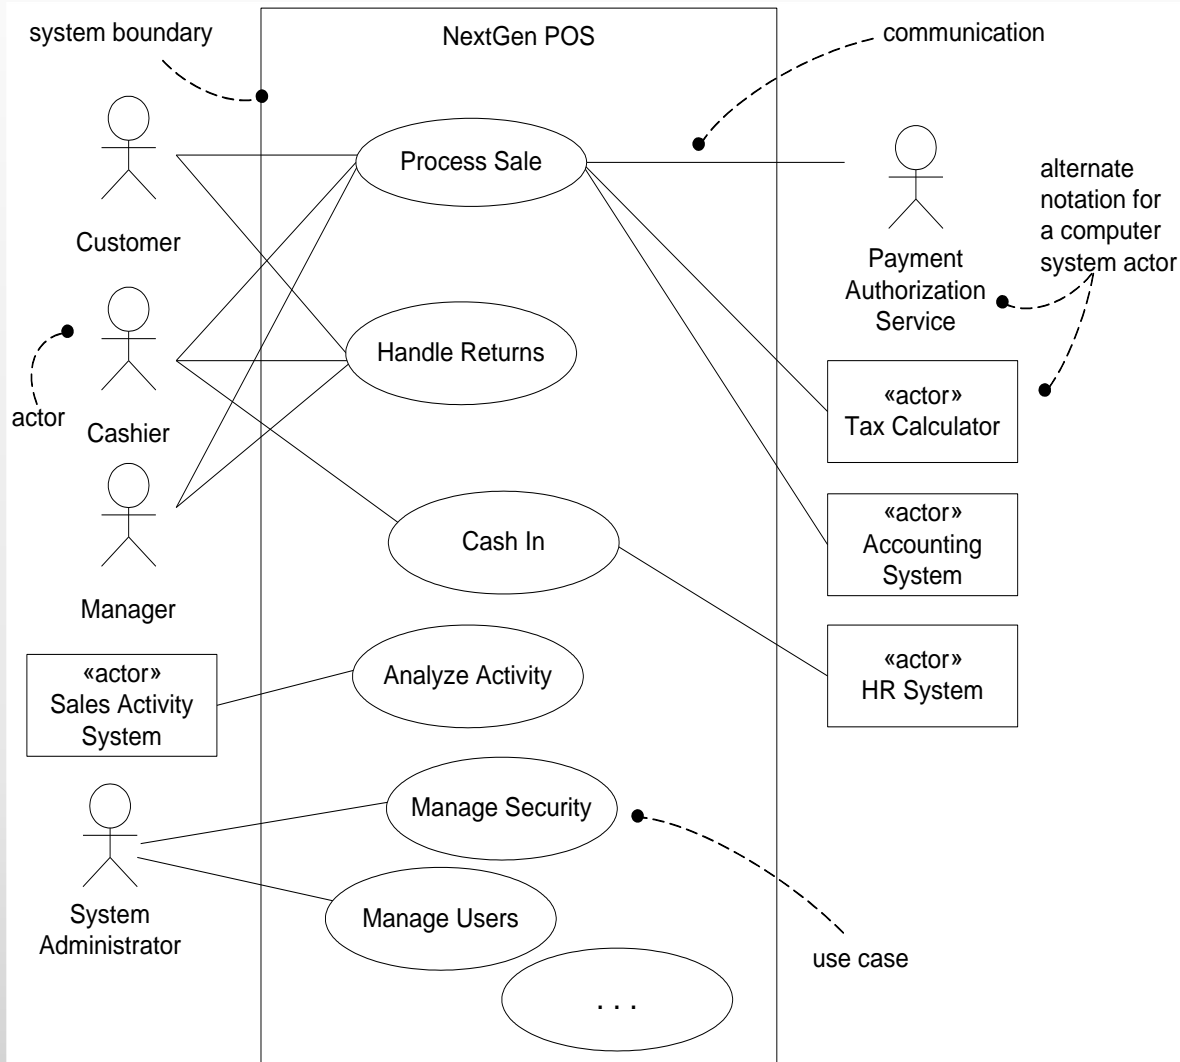 system boundary
NextGen POS
communication
Customer
Process Sale
Payment
Authorization
Service
alternate
notation for
a computer
system actor
actor
Cashier
Handle Returns
«actor»
Tax Calculator
Manager
Cash In
«actor»
Accounting
System
«actor»
Sales Activity
System
Analyze Activity
«actor»
HR System
System
Administrator
Manage Security
Manage Users
use case
. . .